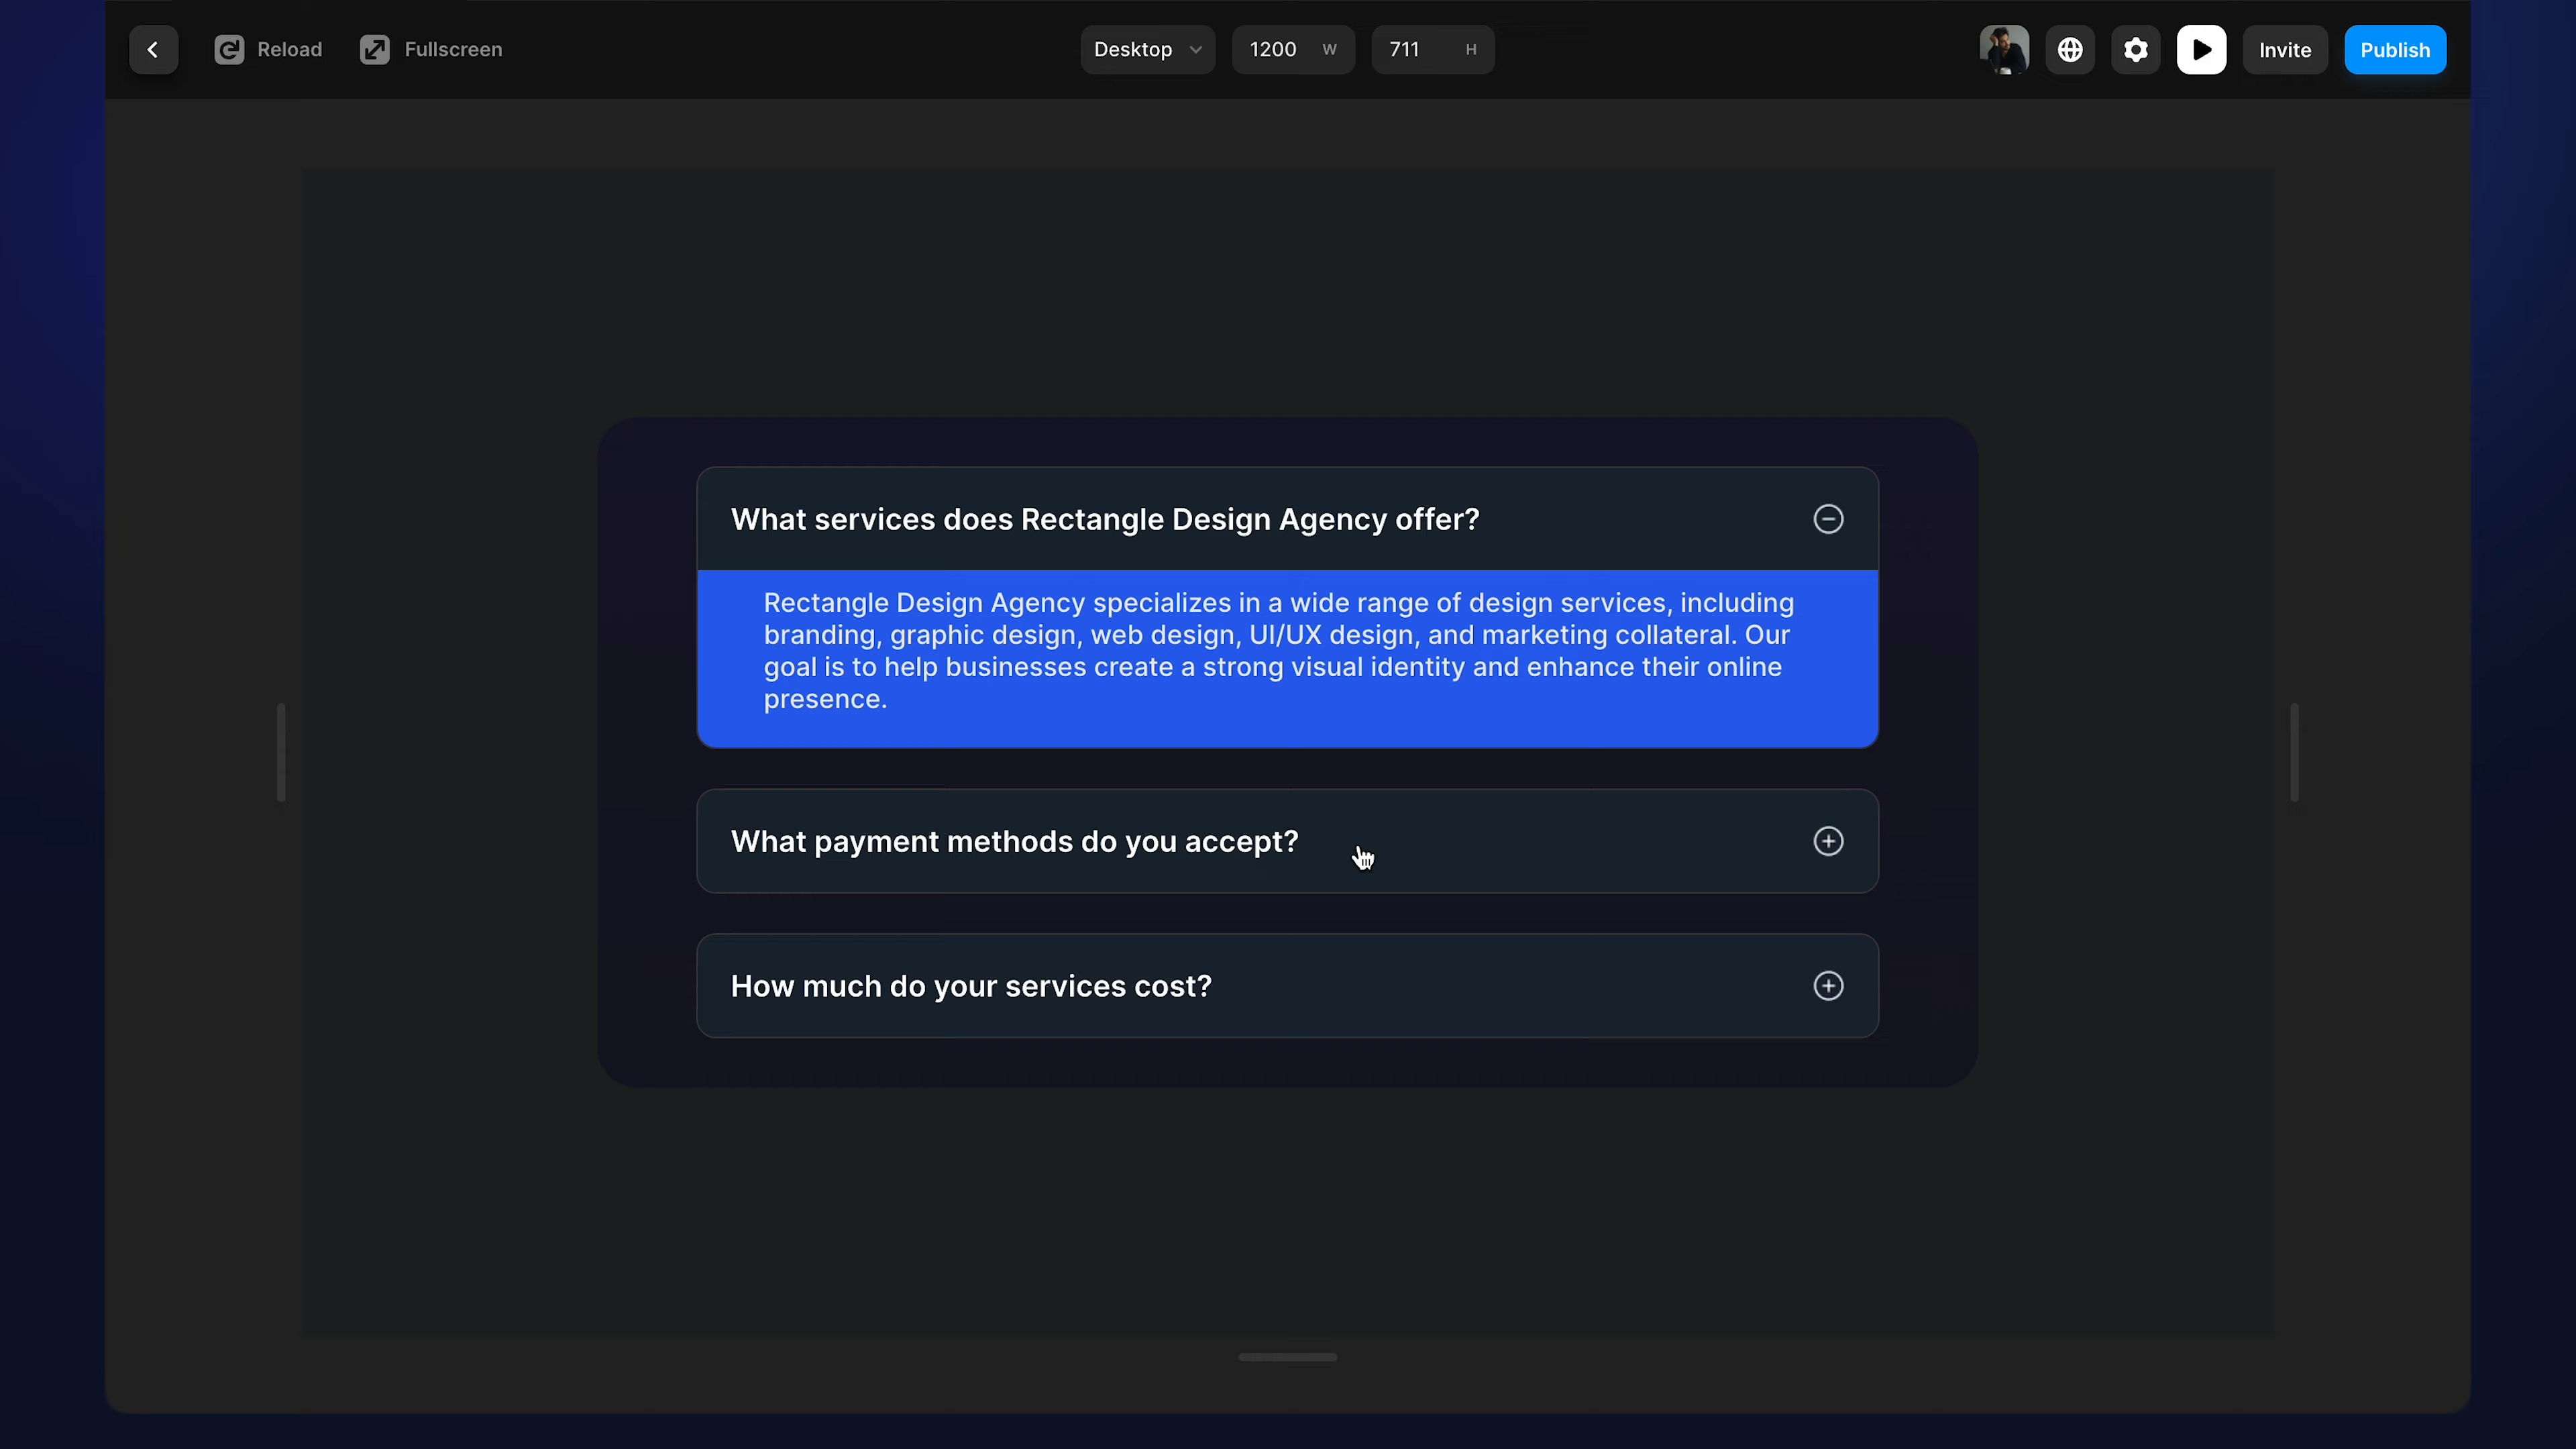 Reload Fullscreen Desktop 1200 W 711 H Invite Publish
What services does Rectangle Design Agency offer?
Rectangle Design Agency specializes in a wide range of design services, including
branding, graphic design, web design, UI/UX design, and marketing collateral. Our
goal is to help businesses create a strong visual identity and enhance their online
presence.
What payment methods do you accept?
How much do your services cost?